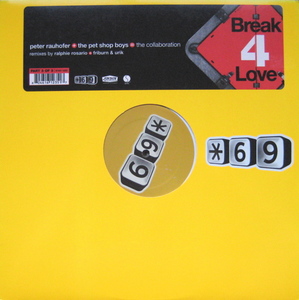 peter rauhofer the pet shop boys the collaboration
remixes by ralphie rosario friburn & urik
Break
4
Love
*69
*69